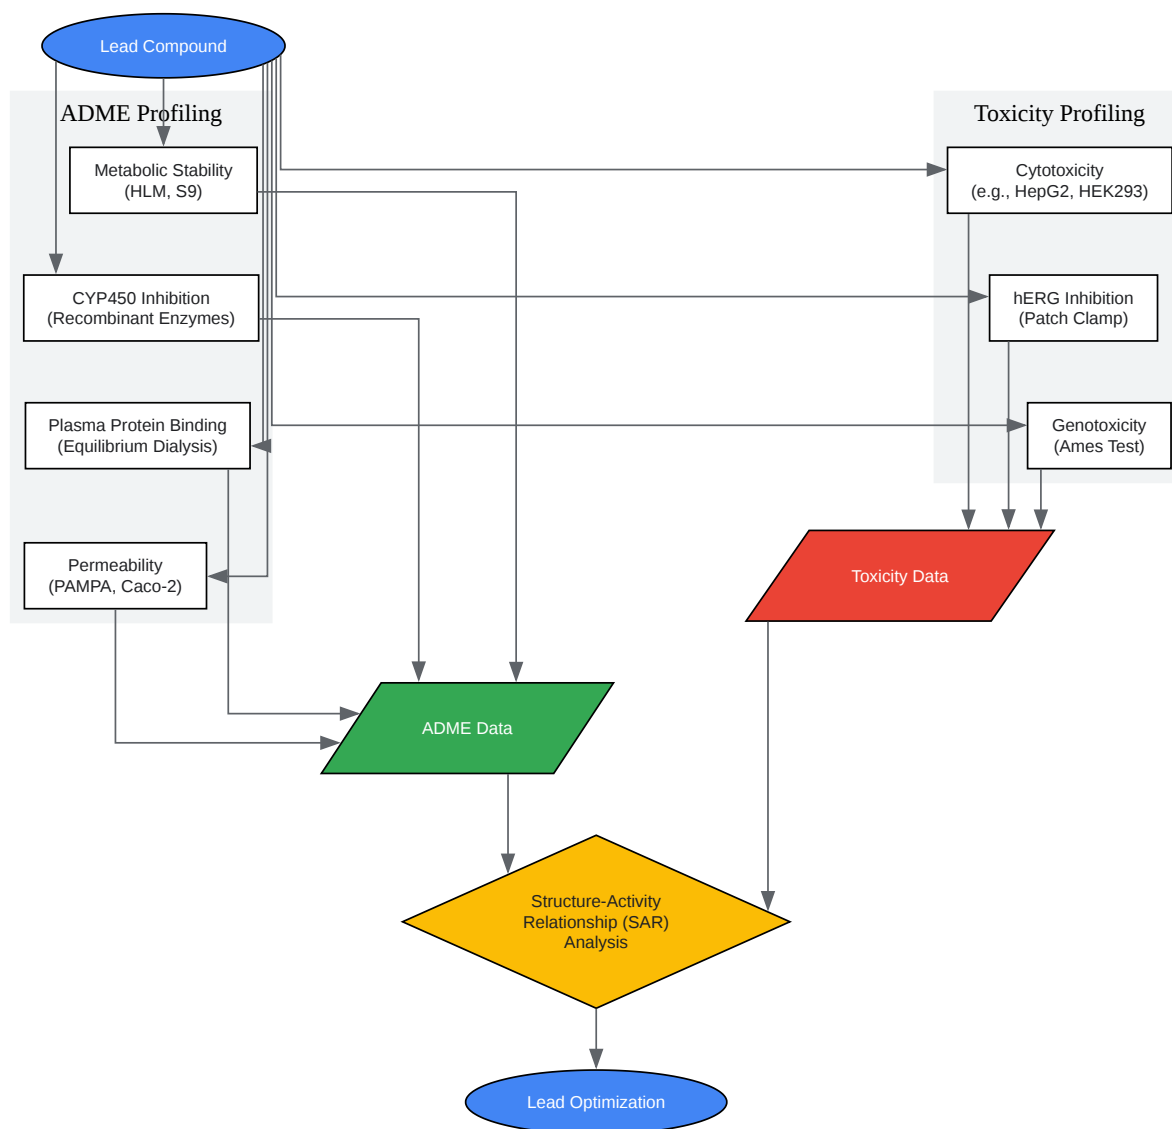 Lead Compound
ADME Profiling
Metabolic Stability
(HLM, S9)
CYP450 Inhibition
(Recombinant Enzymes)
Plasma Protein Binding
(Equilibrium Dialysis)
Permeability
(PAMPA, Caco-2)
Toxicity Profiling
Cytotoxicity
(e.g., HepG2, HEK293)
hERG Inhibition
(Patch Clamp)
Genotoxicity
(Ames Test)
Toxicity Data
ADME Data
Structure-Activity
Relationship (SAR)
Analysis
Lead Optimization